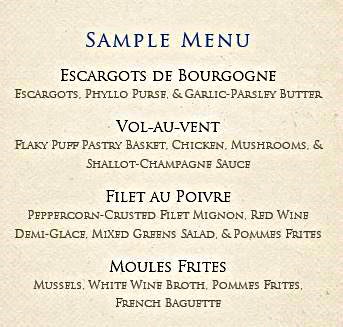 Sample Menu
Escargots de Bourgogne
Escargots, Phyllo Purse, & Garlic-Parsley Butter
Vol-au-vent
Flaky Puff Pastry Basket, Chicken, Mushrooms, &
Shallot-Champagne Sauce
Filet au Poivre
Peppercorn-Crusted Filet Mignon, Red Wine
Demi-Glace, Mixed Greens Salad, & Pommes Frites
Moules Frites
Mussels, White Wine Broth, Pommes Frites,
French Baguette